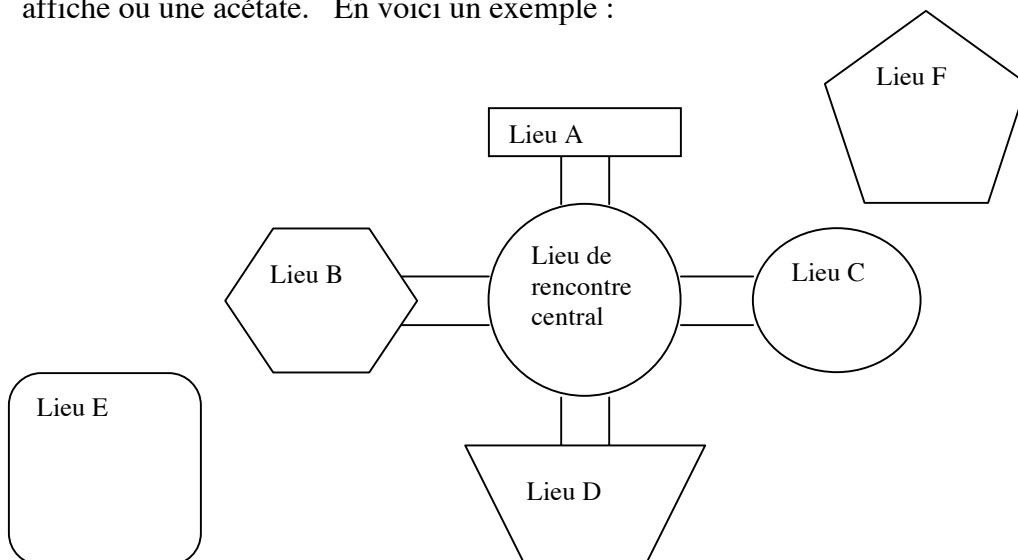 affiche ou une acétate.   En voici un exemple :
Lieu F
Lieu A
Lieu de
rencontre
central
Lieu B
Lieu C
Lieu E
Lieu D